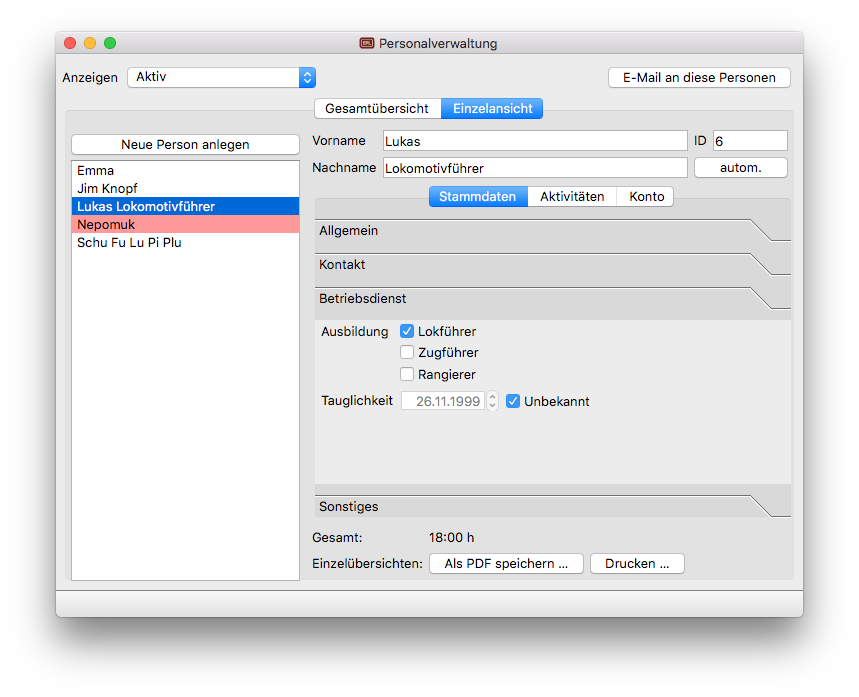 EPL Personalverwaltung
Anzeigen Aktiv E-Mail an diese Personen
Gesamtübersicht Einzelansicht
Neue Person anlegen
Emma
Jim Knopf
Lukas Lokomotivführer
Nepomuk
Schu Fu Lu Pi Plu
Vorname Lukas ID 6
Nachname Lokomotivführer autom.
Stammdaten Aktivitäten Konto
Allgemein
Kontakt
Betriebsdienst
Ausbildung Lokführer
Zugführer
Rangierer
Tauglichkeit 26.11.1999 Unbekannt
Sonstiges
Gesamt: 18:00 h
Einzelübersichten: Als PDF speichern ... Drucken ...